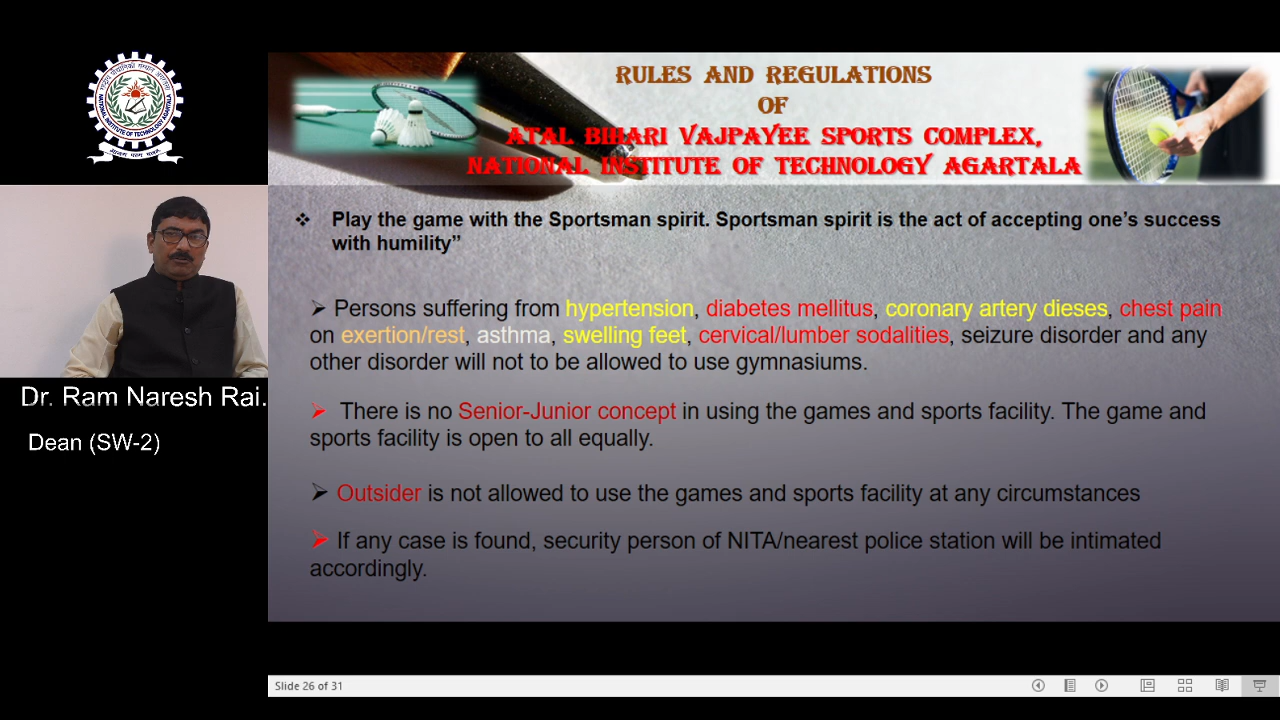 NATIONAL INSTITUTE OF TECHNOLOGY AGARTALA
RULES AND REGULATIONS
OF
ATAL BIHARI VAJPAYEE SPORTS COMPLEX,
NATIONAL INSTITUTE OF TECHNOLOGY AGARTALA
❖ Play the game with the Sportsman spirit. Sportsman spirit is the act of accepting one’s success
with humility”
➢ Persons suffering from hypertension, diabetes mellitus, coronary artery dieses, chest pain
on exertion/rest, asthma, swelling feet, cervical/lumber sodalities, seizure disorder and any
other disorder will not to be allowed to use gymnasiums.
➢ There is no Senior-Junior concept in using the games and sports facility. The game and
sports facility is open to all equally.
➢ Outsider is not allowed to use the games and sports facility at any circumstances
➢ If any case is found, security person of NITA/nearest police station will be intimated
accordingly.
Dr. Ram Naresh Rai.
Dean (SW-2)
Slide 26 of 31